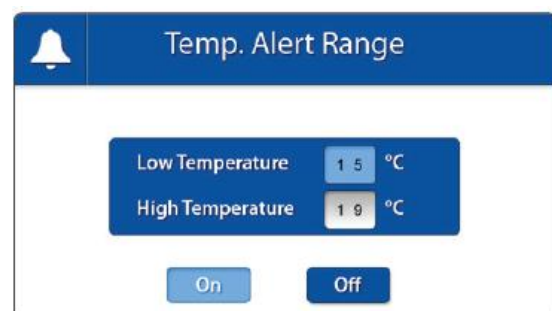 Temp. Alert Range
Low Temperature 15 °C
High Temperature 19 °C
On Off